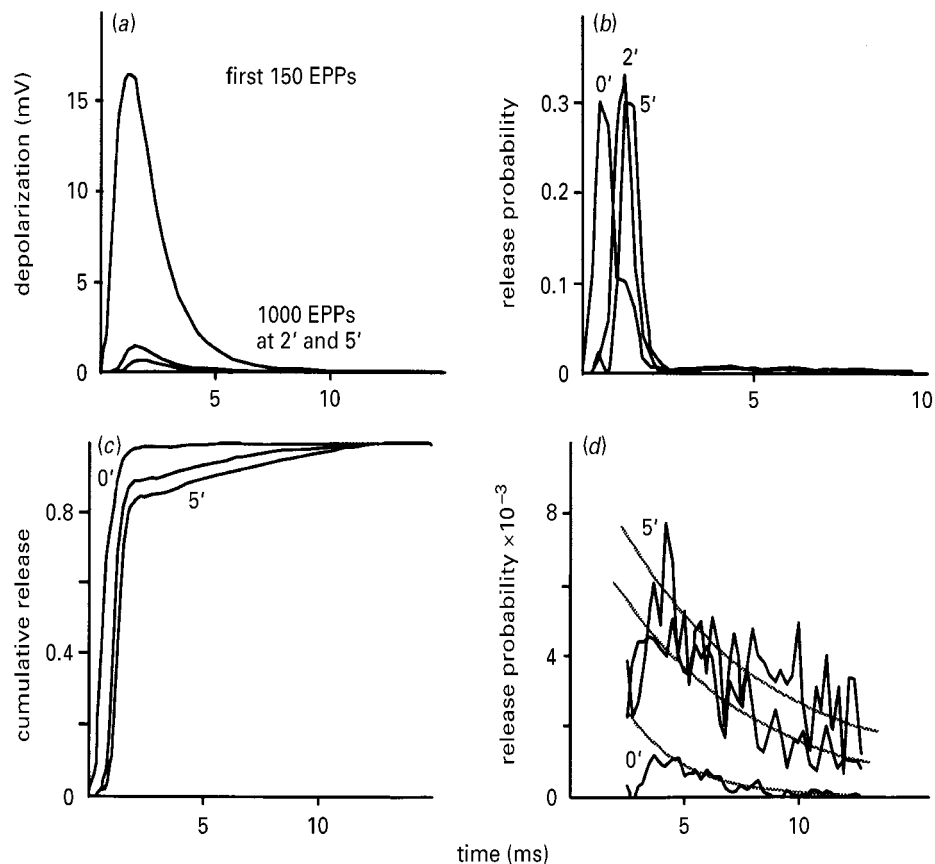 (a)
depolarization (mV)
15
10
5
0
first 150 EPPs
1000 EPPs
at 2′ and 5′
5
10
(b)
release probability
0.3
0.2
0.1
0
0′
2′
5′
5
10
(c)
cumulative release
0.8
0.4
0
0′
5′
5
10
(d)
release probability ×10−3
8
4
0
5′
0′
5
10
time (ms)